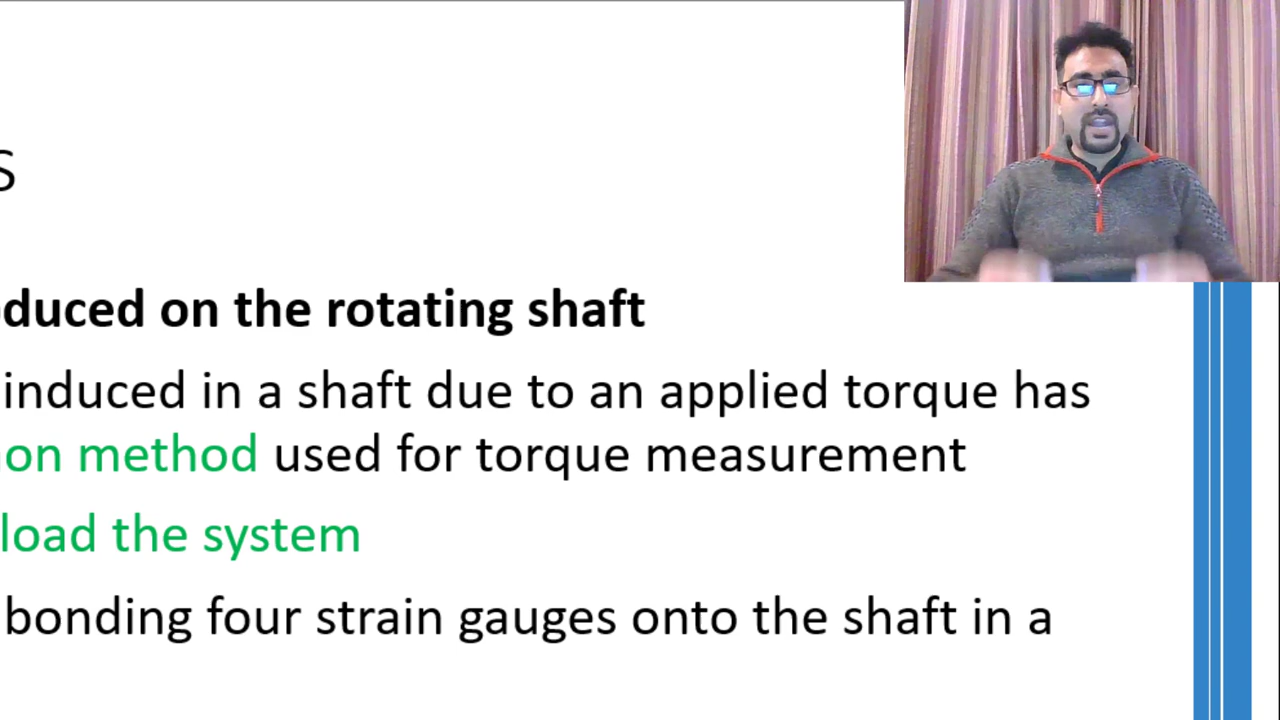 S
duced on the rotating shaft
induced in a shaft due to an applied torque has
on method used for torque measurement
load the system
bonding four strain gauges onto the shaft in a